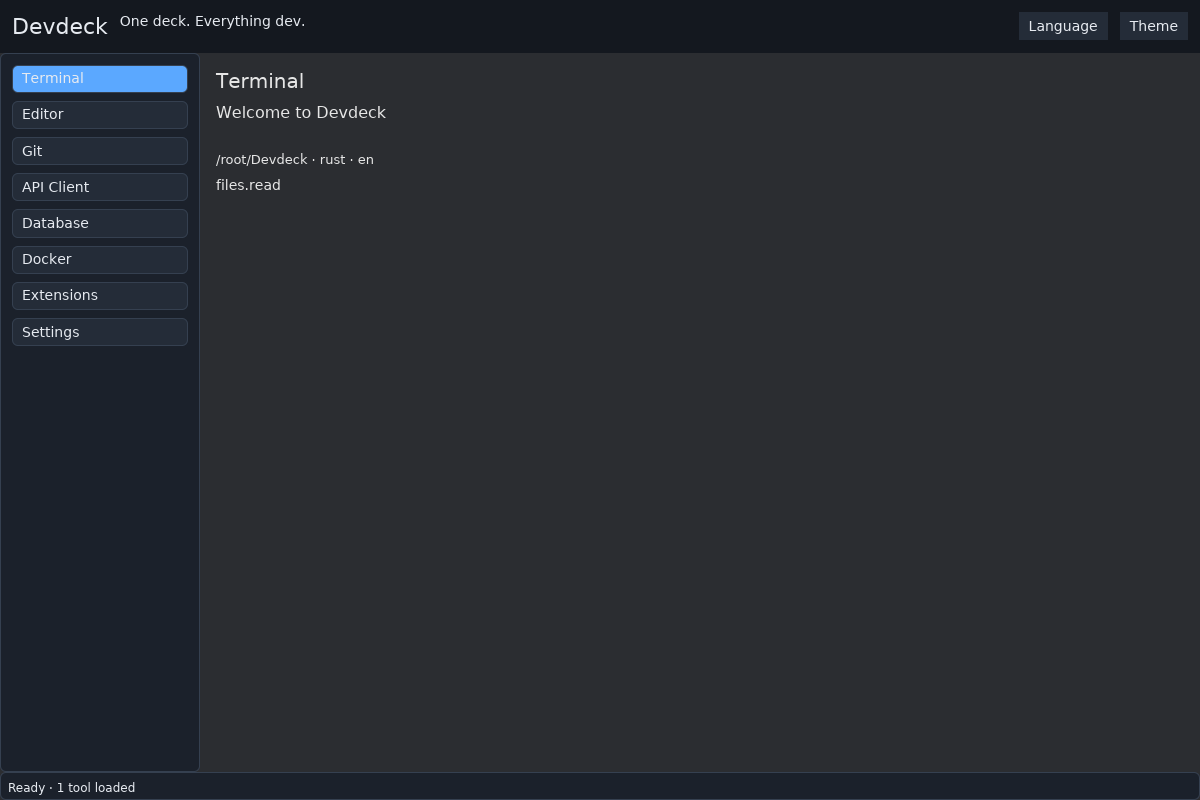 Devdeck One deck. Everything dev. Language Theme
Terminal
Editor
Git
API Client
Database
Docker
Extensions
Settings
Terminal
Welcome to Devdeck
/root/Devdeck · rust · en
files.read
Ready · 1 tool loaded